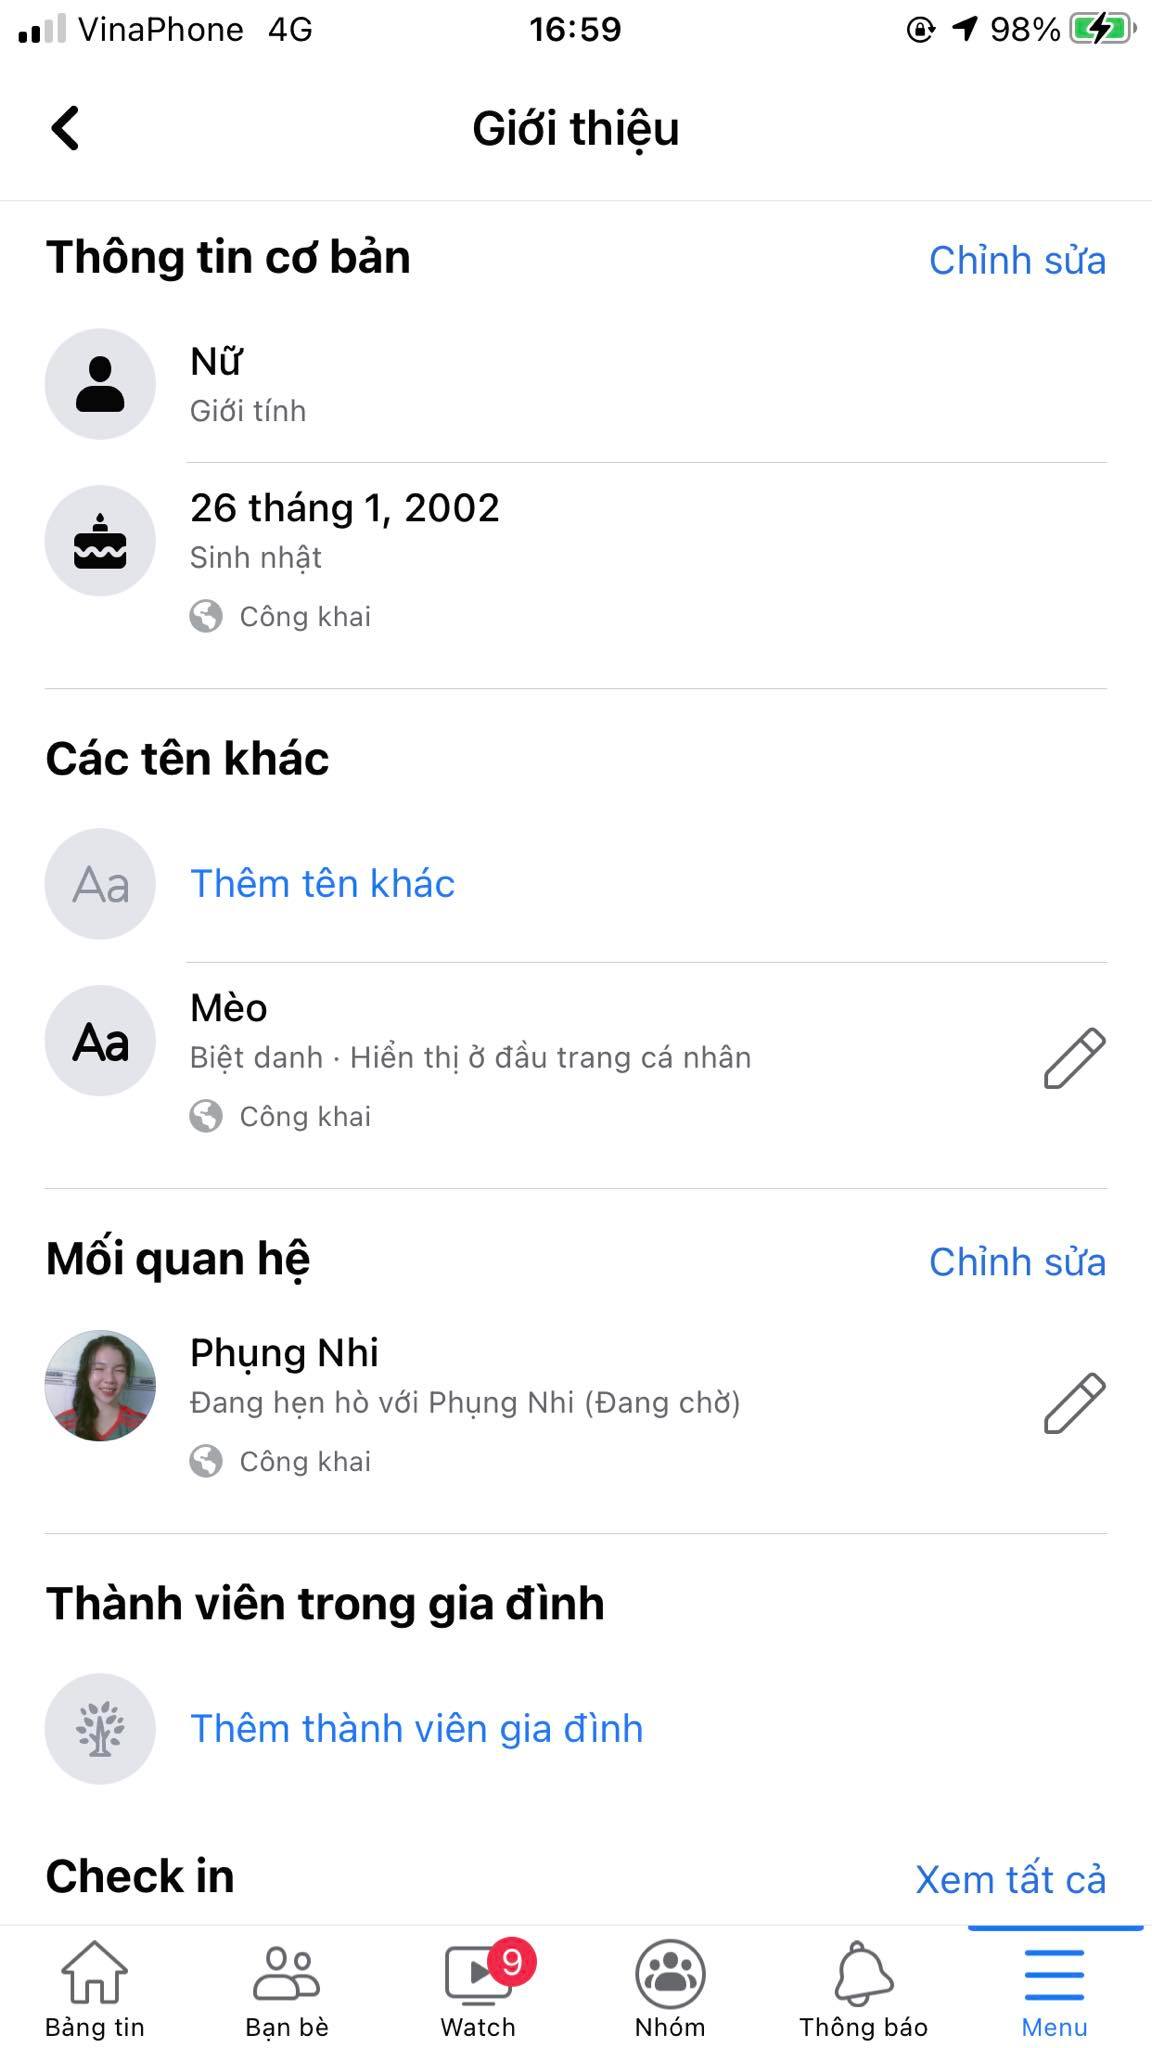 VinaPhone 4G 16:59 98%
Giới thiệu
Thông tin cơ bản Chỉnh sửa
Nữ
Giới tính
26 tháng 1, 2002
Sinh nhật
Công khai
Các tên khác
Aa Thêm tên khác
Aa Mèo
Biệt danh · Hiển thị ở đầu trang cá nhân
Công khai
Mối quan hệ Chỉnh sửa
Phụng Nhi
Đang hẹn hò với Phụng Nhi (Đang chờ)
Công khai
Thành viên trong gia đình
Thêm thành viên gia đình
Check in Xem tất cả
9
Bảng tin Bạn bè Watch Nhóm Thông báo Menu